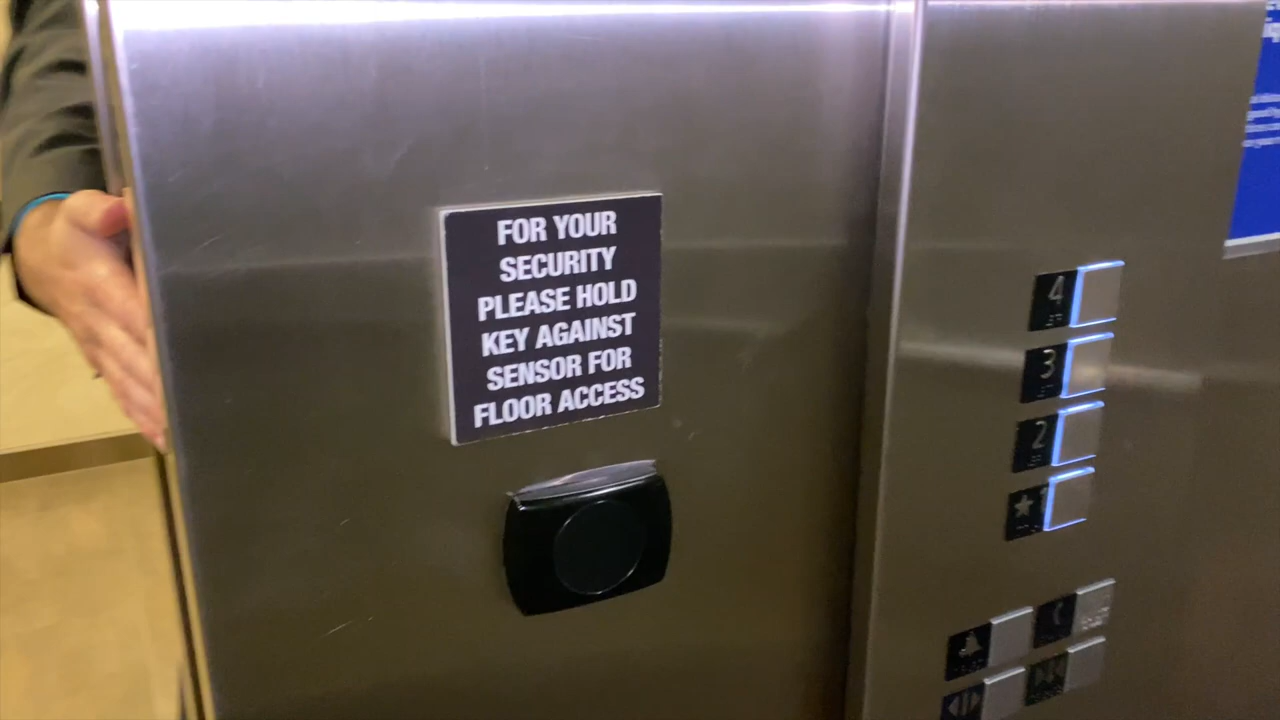 FOR YOUR
SECURITY
PLEASE HOLD
KEY AGAINST
SENSOR FOR
FLOOR ACCESS
4
3
2
★1